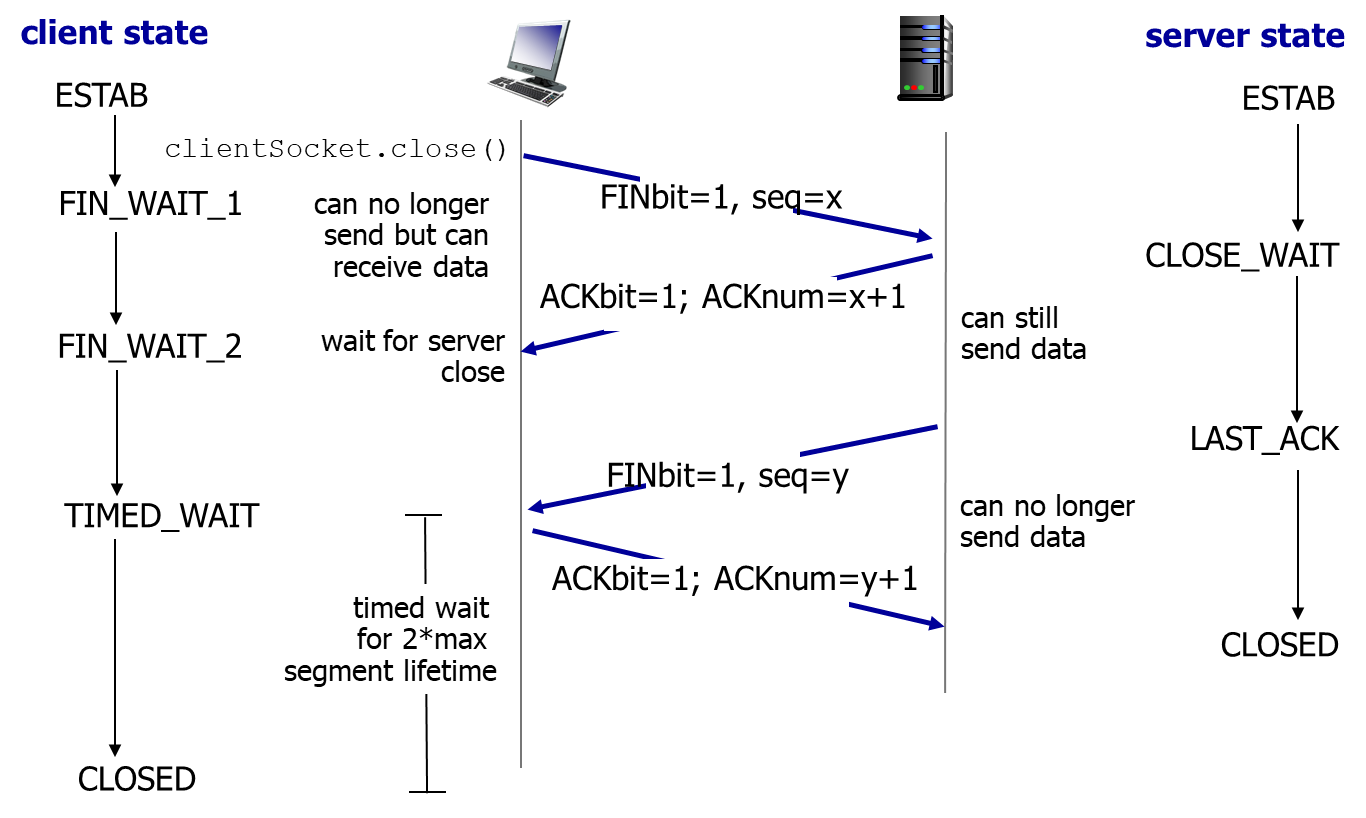 client state
server state
ESTAB
ESTAB
clientSocket.close()
FINbit=1, seq=x
FIN_WAIT_1
can no longer
send but can
receive data
CLOSE_WAIT
ACKbit=1; ACKnum=x+1
can still
send data
FIN_WAIT_2
wait for server
close
LAST_ACK
FINbit=1, seq=y
TIMED_WAIT
can no longer
send data
ACKbit=1; ACKnum=y+1
timed wait
for 2*max
segment lifetime
CLOSED
CLOSED